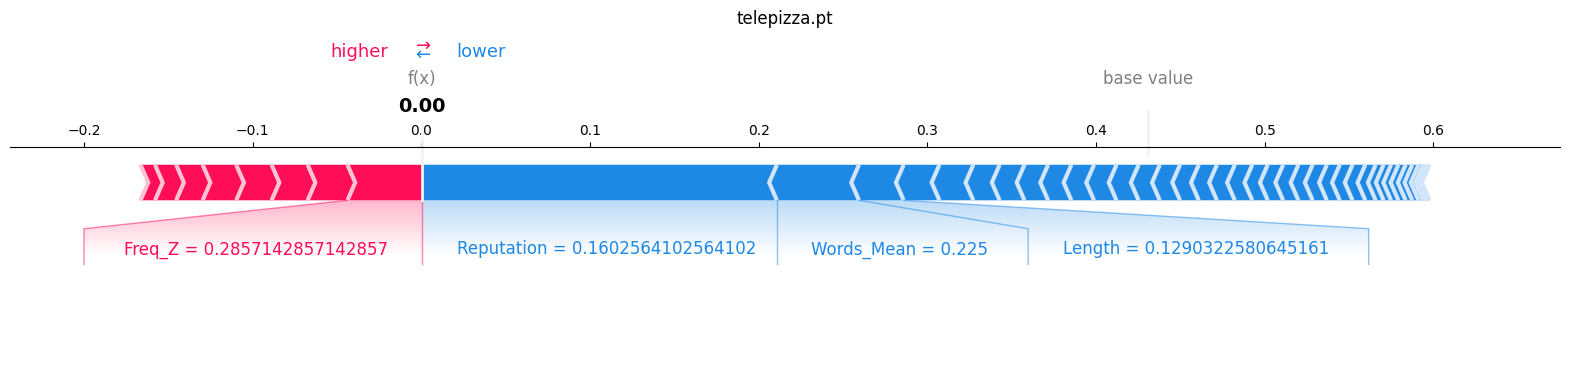 telepizza.pt
higher ⇄ lower
f(x) base value
0.00
−0.2 −0.1 0.0 0.1 0.2 0.3 0.4 0.5 0.6
Freq_Z = 0.2857142857142857 Reputation = 0.1602564102564102 Words_Mean = 0.225 Length = 0.1290322580645161